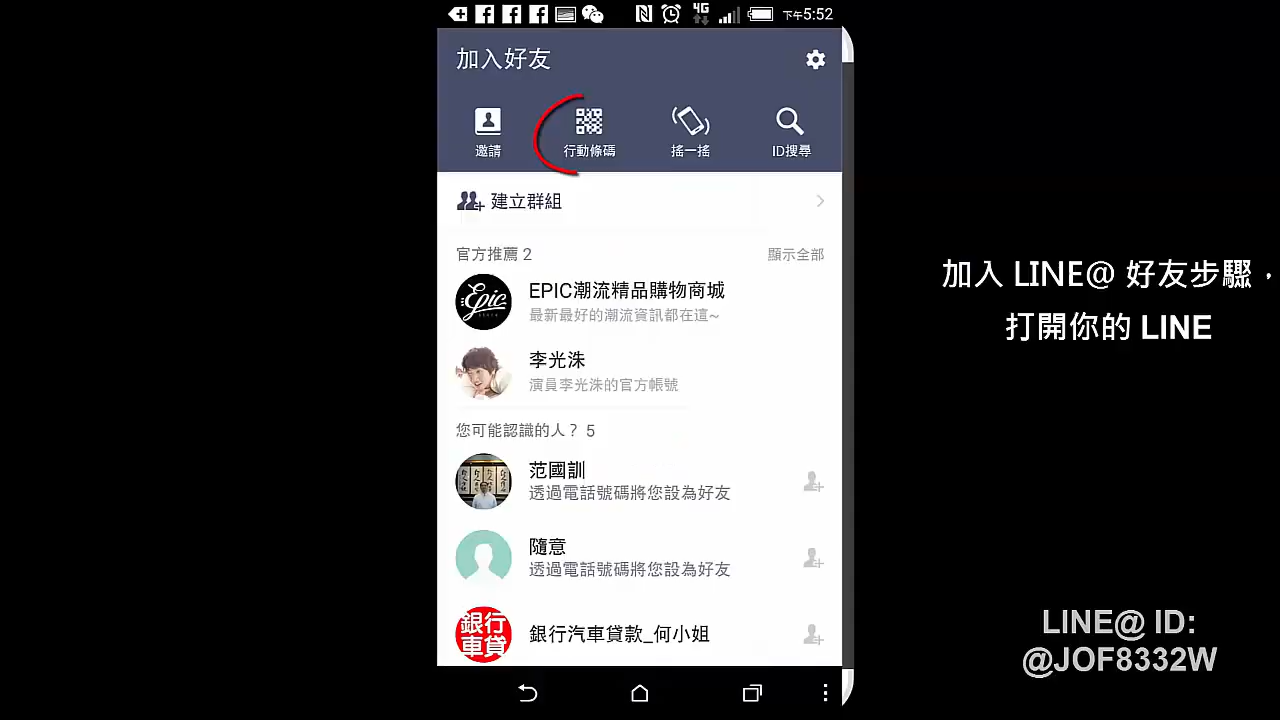 4G 下午5:52
加入好友
邀請 行動條碼 搖一搖 ID搜尋
建立群組
官方推薦 2 顯示全部
Epic
EPIC潮流精品購物商城
最新最好的潮流資訊都在這~
李光洙
演員李光洙的官方帳號
您可能認識的人? 5
范國訓
透過電話號碼將您設為好友
隨意
透過電話號碼將您設為好友
銀行
車貸
銀行汽車貸款_何小姐
加入 LINE@ 好友步驟，
打開你的 LINE
LINE@ ID:
@JOF8332W